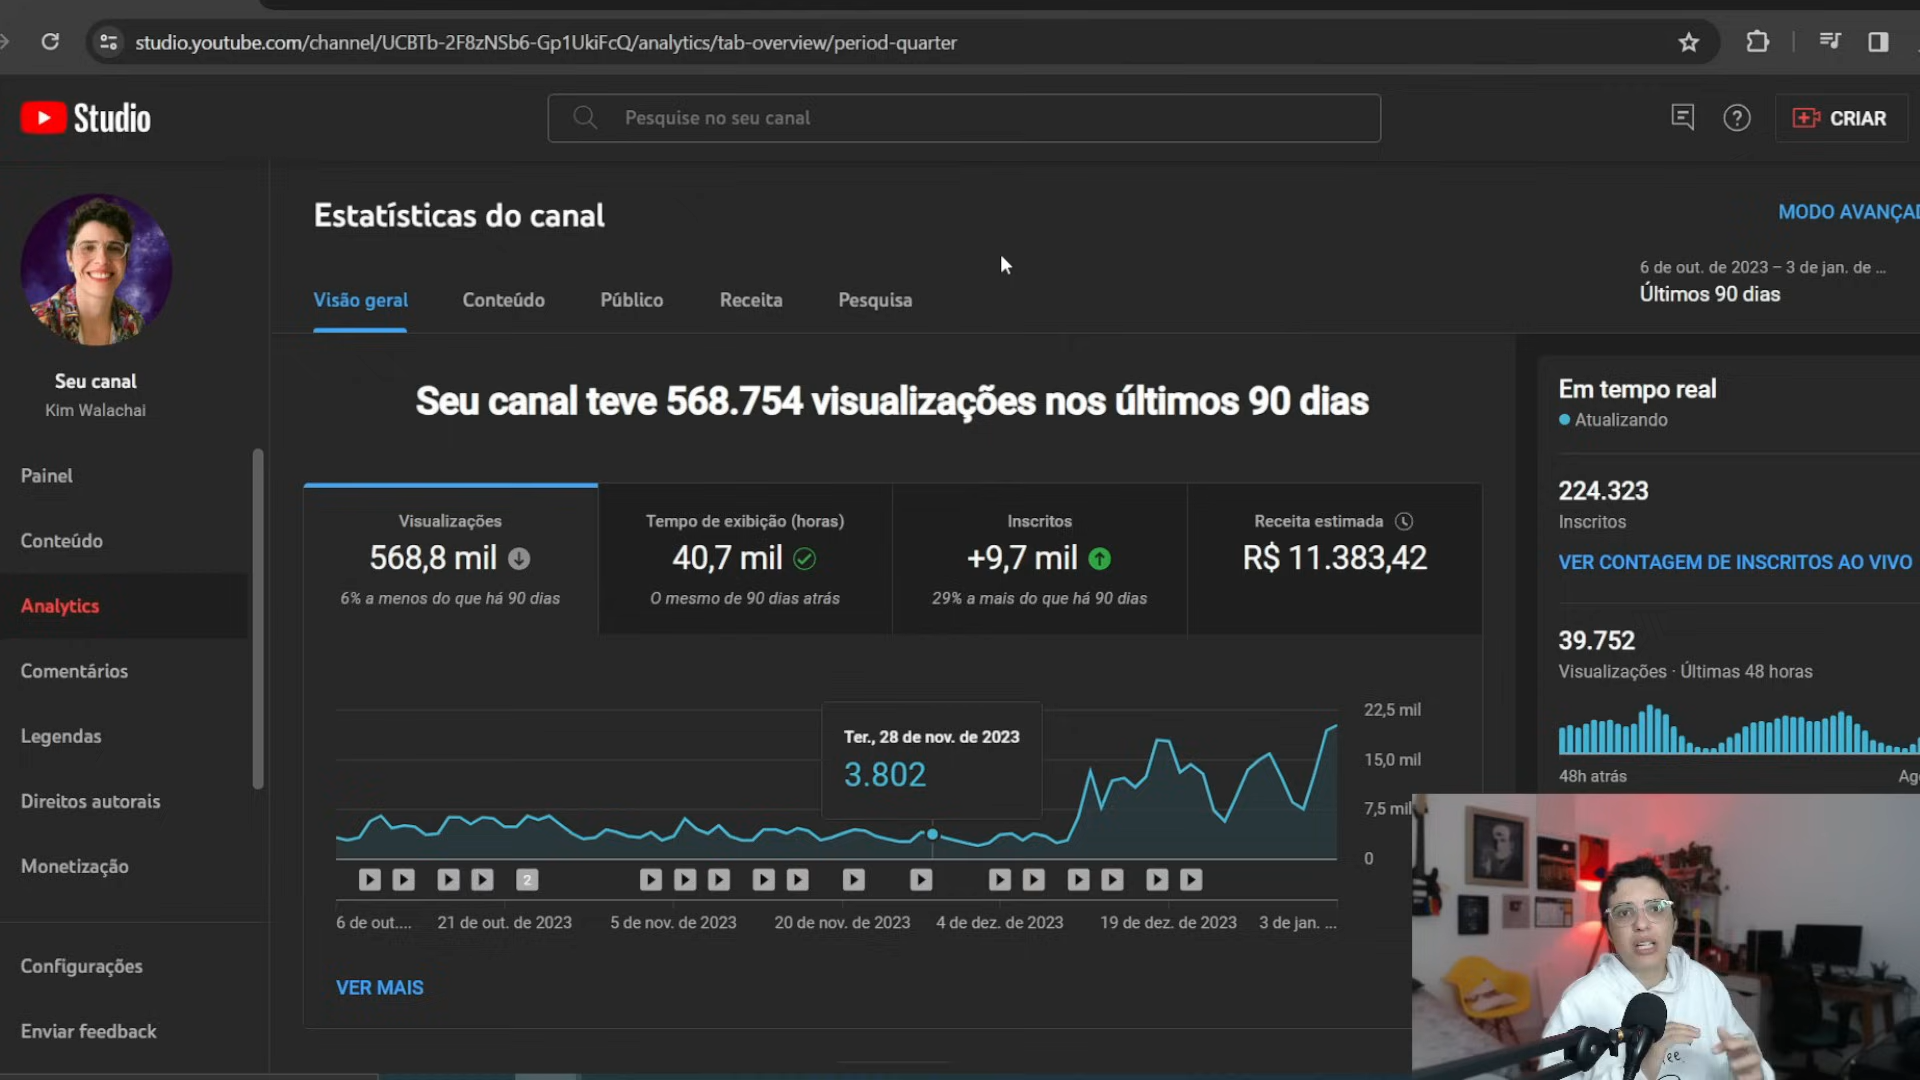 studio.youtube.com/channel/UCBTb-2F8zNSb6-Gp1UkiFcQ/analytics/tab-overview/period-quarter
Studio
Pesquise no seu canal
CRIAR
Seu canal
Kim Walachai
Painel
Conteúdo
Analytics
Comentários
Legendas
Direitos autorais
Monetização
Configurações
Enviar feedback
Estatísticas do canal
MODO AVANÇAD
6 de out. de 2023 – 3 de jan. de ...
Últimos 90 dias
Visão geral
Conteúdo
Público
Receita
Pesquisa
Seu canal teve 568.754 visualizações nos últimos 90 dias
Visualizações
568,8 mil
6% a menos do que há 90 dias
Tempo de exibição (horas)
40,7 mil
O mesmo de 90 dias atrás
Inscritos
+9,7 mil
29% a mais do que há 90 dias
Receita estimada
R$ 11.383,42
Ter., 28 de nov. de 2023
3.802
22,5 mil
15,0 mil
7,5 mil
0
2
6 de out....
21 de out. de 2023
5 de nov. de 2023
20 de nov. de 2023
4 de dez. de 2023
19 de dez. de 2023
3 de jan. ...
VER MAIS
Em tempo real
Atualizando
224.323
Inscritos
VER CONTAGEM DE INSCRITOS AO VIVO
39.752
Visualizações · Últimas 48 horas
48h atrás
Ag